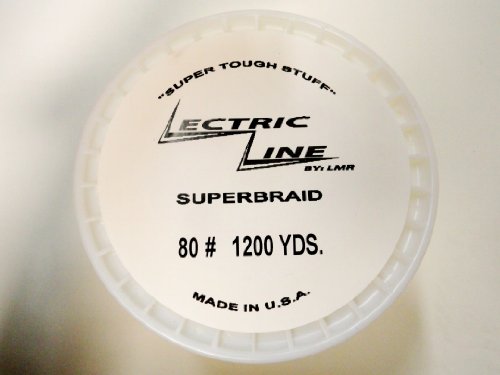 "SUPER TOUGH STUFF"
LECTRIC
LINE
BY: LMR
SUPERBRAID
80 # 1200 YDS.
MADE IN U.S.A.